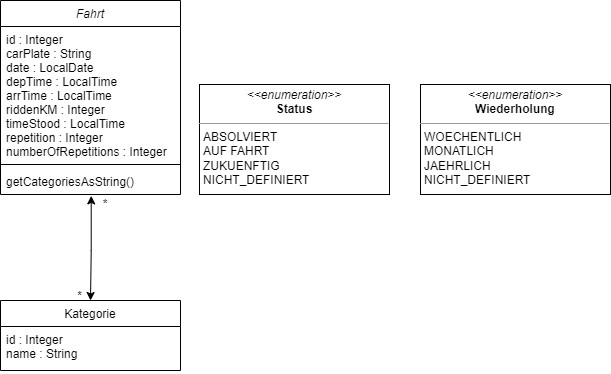 Fahrt
id : Integer
carPlate : String
date : LocalDate
depTime : LocalTime
arrTime : LocalTime
riddenKM : Integer
timeStood : LocalTime
repetition : Integer
numberOfRepetitions : Integer
getCategoriesAsString()
*
*
Kategorie
id : Integer
name : String
<<enumeration>>
Status
ABSOLVIERT
AUF FAHRT
ZUKUENFTIG
NICHT_DEFINIERT
<<enumeration>>
Wiederholung
WOECHENTLICH
MONATLICH
JAEHRLICH
NICHT_DEFINIERT